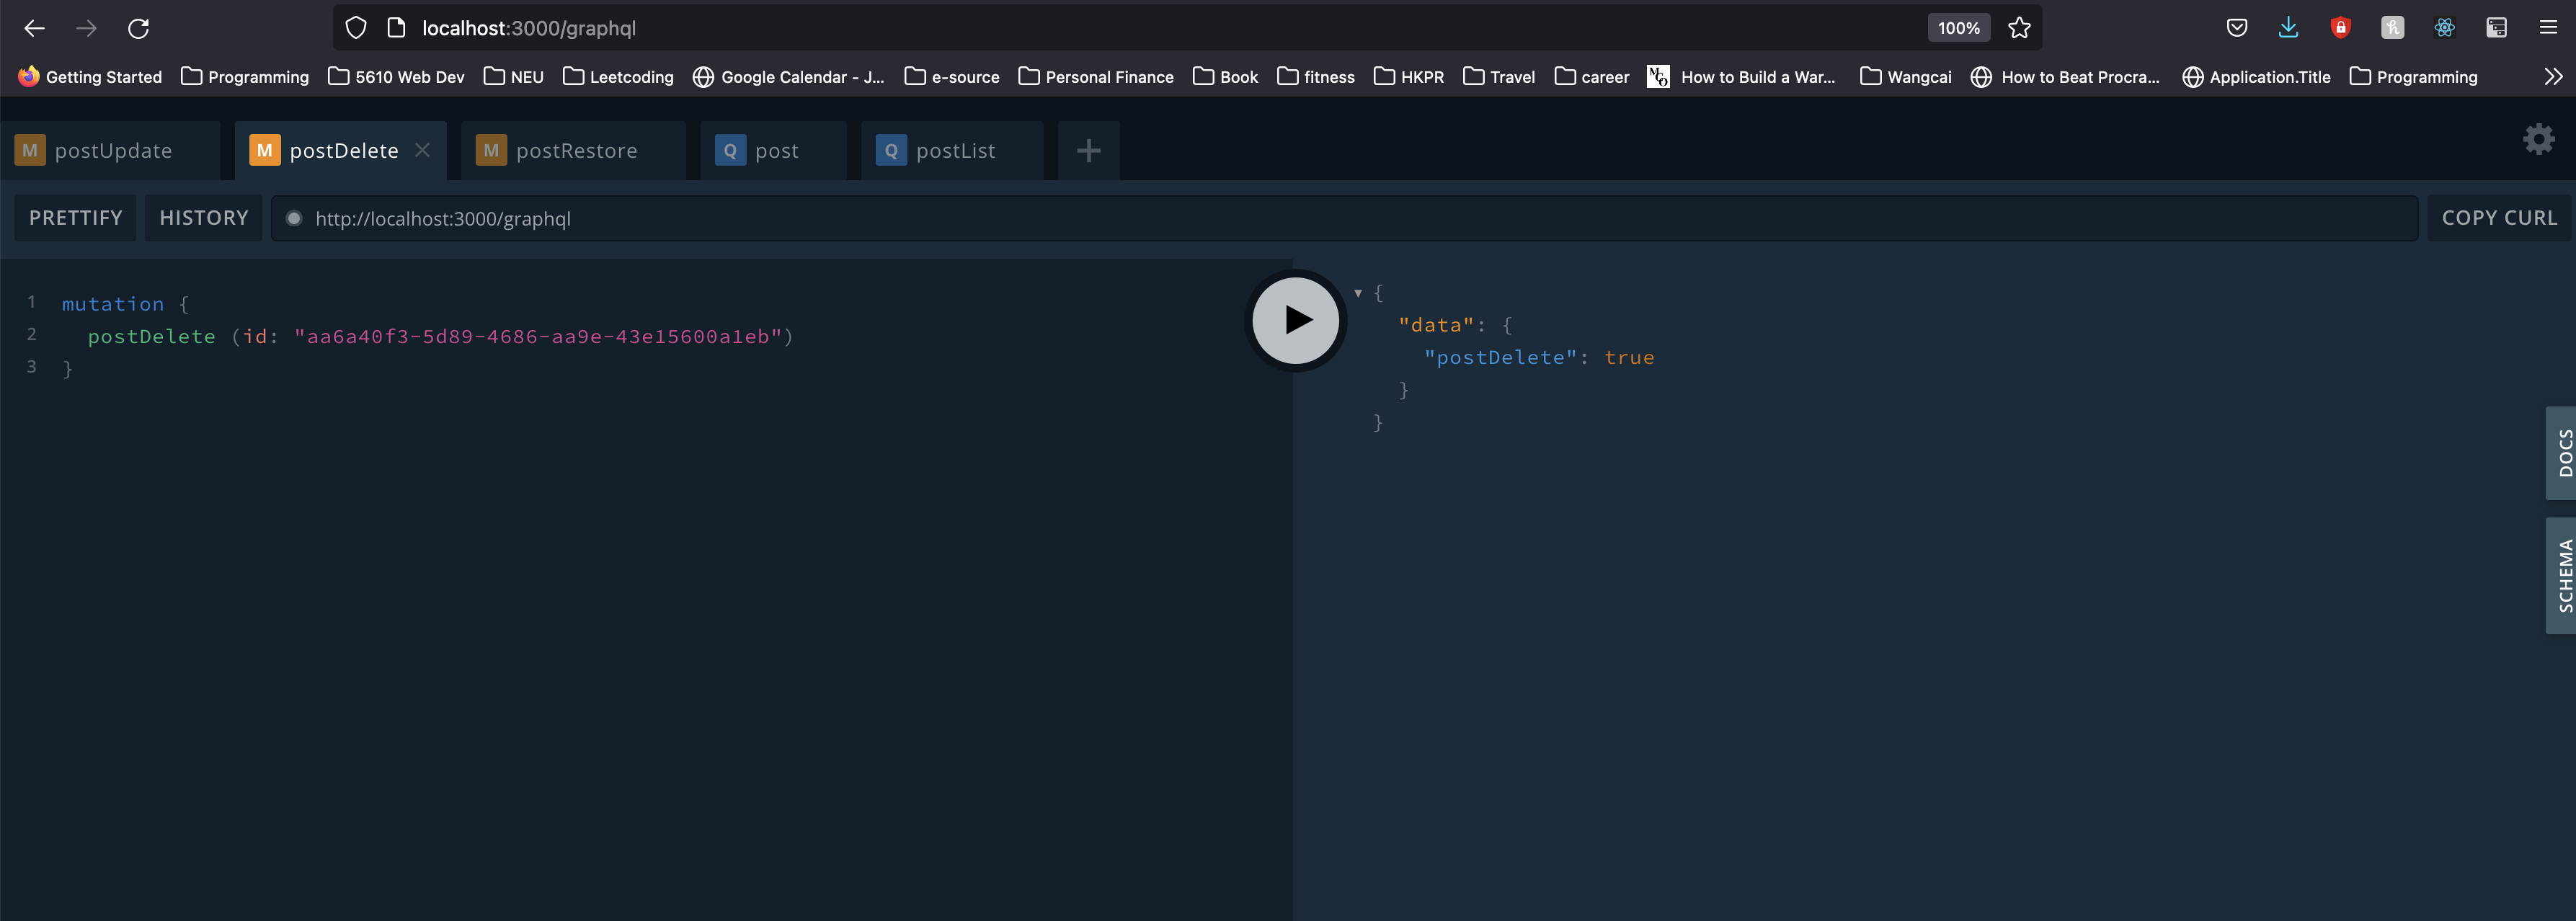 localhost:3000/graphql 100%
Getting Started Programming 5610 Web Dev NEU Leetcoding Google Calendar - J... e-source Personal Finance Book fitness HKPR Travel career How to Build a War... Wangcai How to Beat Procra... Application.Title Programming
M postUpdate M postDelete M postRestore Q post Q postList
PRETTIFY HISTORY http://localhost:3000/graphql COPY CURL
1 mutation {
2 postDelete (id: "aa6a40f3-5d89-4686-aa9e-43e15600a1eb")
3 }
{
"data": {
"postDelete": true
}
}
DOCS
SCHEMA